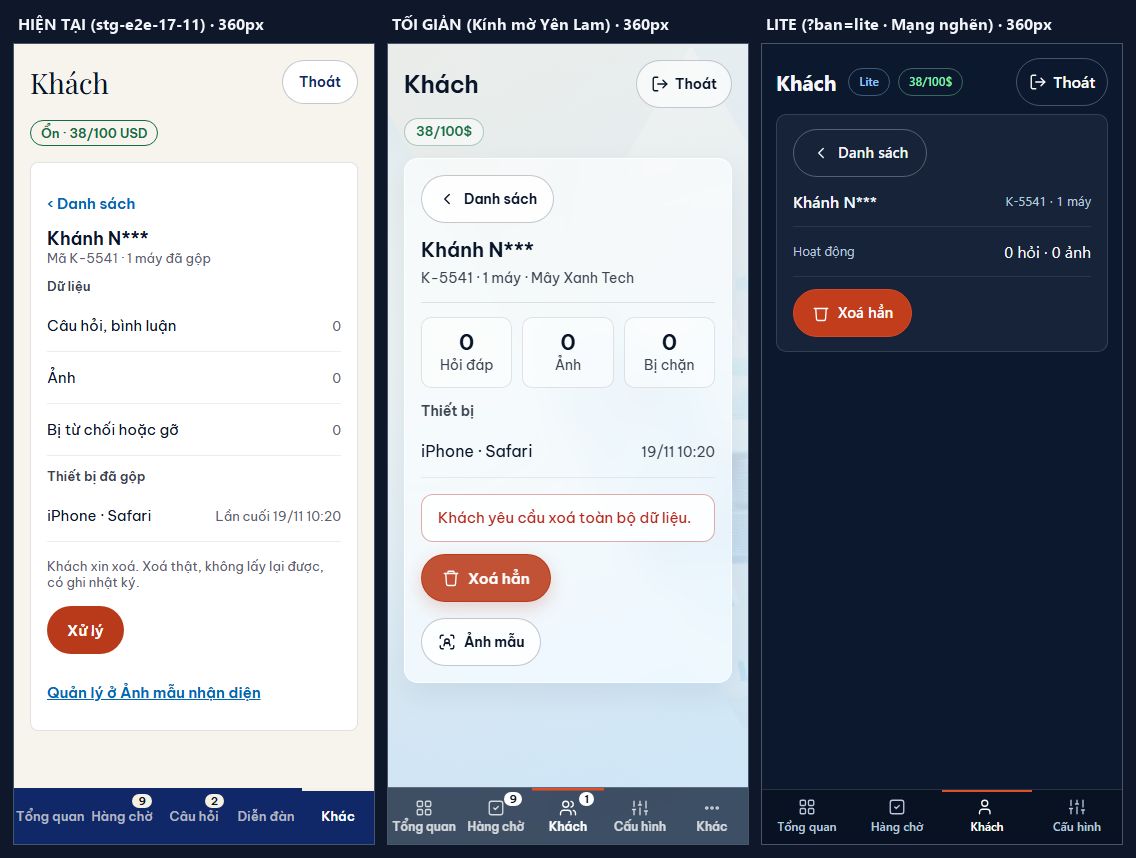 HIỆN TẠI (stg-e2e-17-11) · 360px
Khách
Thoát
Ổn · 38/100 USD
‹ Danh sách
Khánh N***
Mã K-5541 · 1 máy đã gộp
Dữ liệu
Câu hỏi, bình luận 0
Ảnh 0
Bị từ chối hoặc gỡ 0
Thiết bị đã gộp
iPhone · Safari Lần cuối 19/11 10:20
Khách xin xoá. Xoá thật, không lấy lại được,
có ghi nhật ký.
Xử lý
Quản lý ở Ảnh mẫu nhận diện
9 2
Tổng quan Hàng chờ Câu hỏi Diễn đàn Khác
TỐI GIẢN (Kính mờ Yên Lam) · 360px
Khách
Thoát
38/100$
Danh sách
Khánh N***
K-5541 · 1 máy · Mây Xanh Tech
0 0 0
Hỏi đáp Ảnh Bị chặn
Thiết bị
iPhone · Safari 19/11 10:20
Khách yêu cầu xoá toàn bộ dữ liệu.
Xoá hẳn
Ảnh mẫu
9 1
Tổng quan Hàng chờ Khách Cấu hình Khác
LITE (?ban=lite · Mạng nghẽn) · 360px
Khách Lite 38/100$ Thoát
Danh sách
Khánh N*** K-5541 · 1 máy
Hoạt động 0 hỏi · 0 ảnh
Xoá hẳn
Tổng quan Hàng chờ Khách Cấu hình